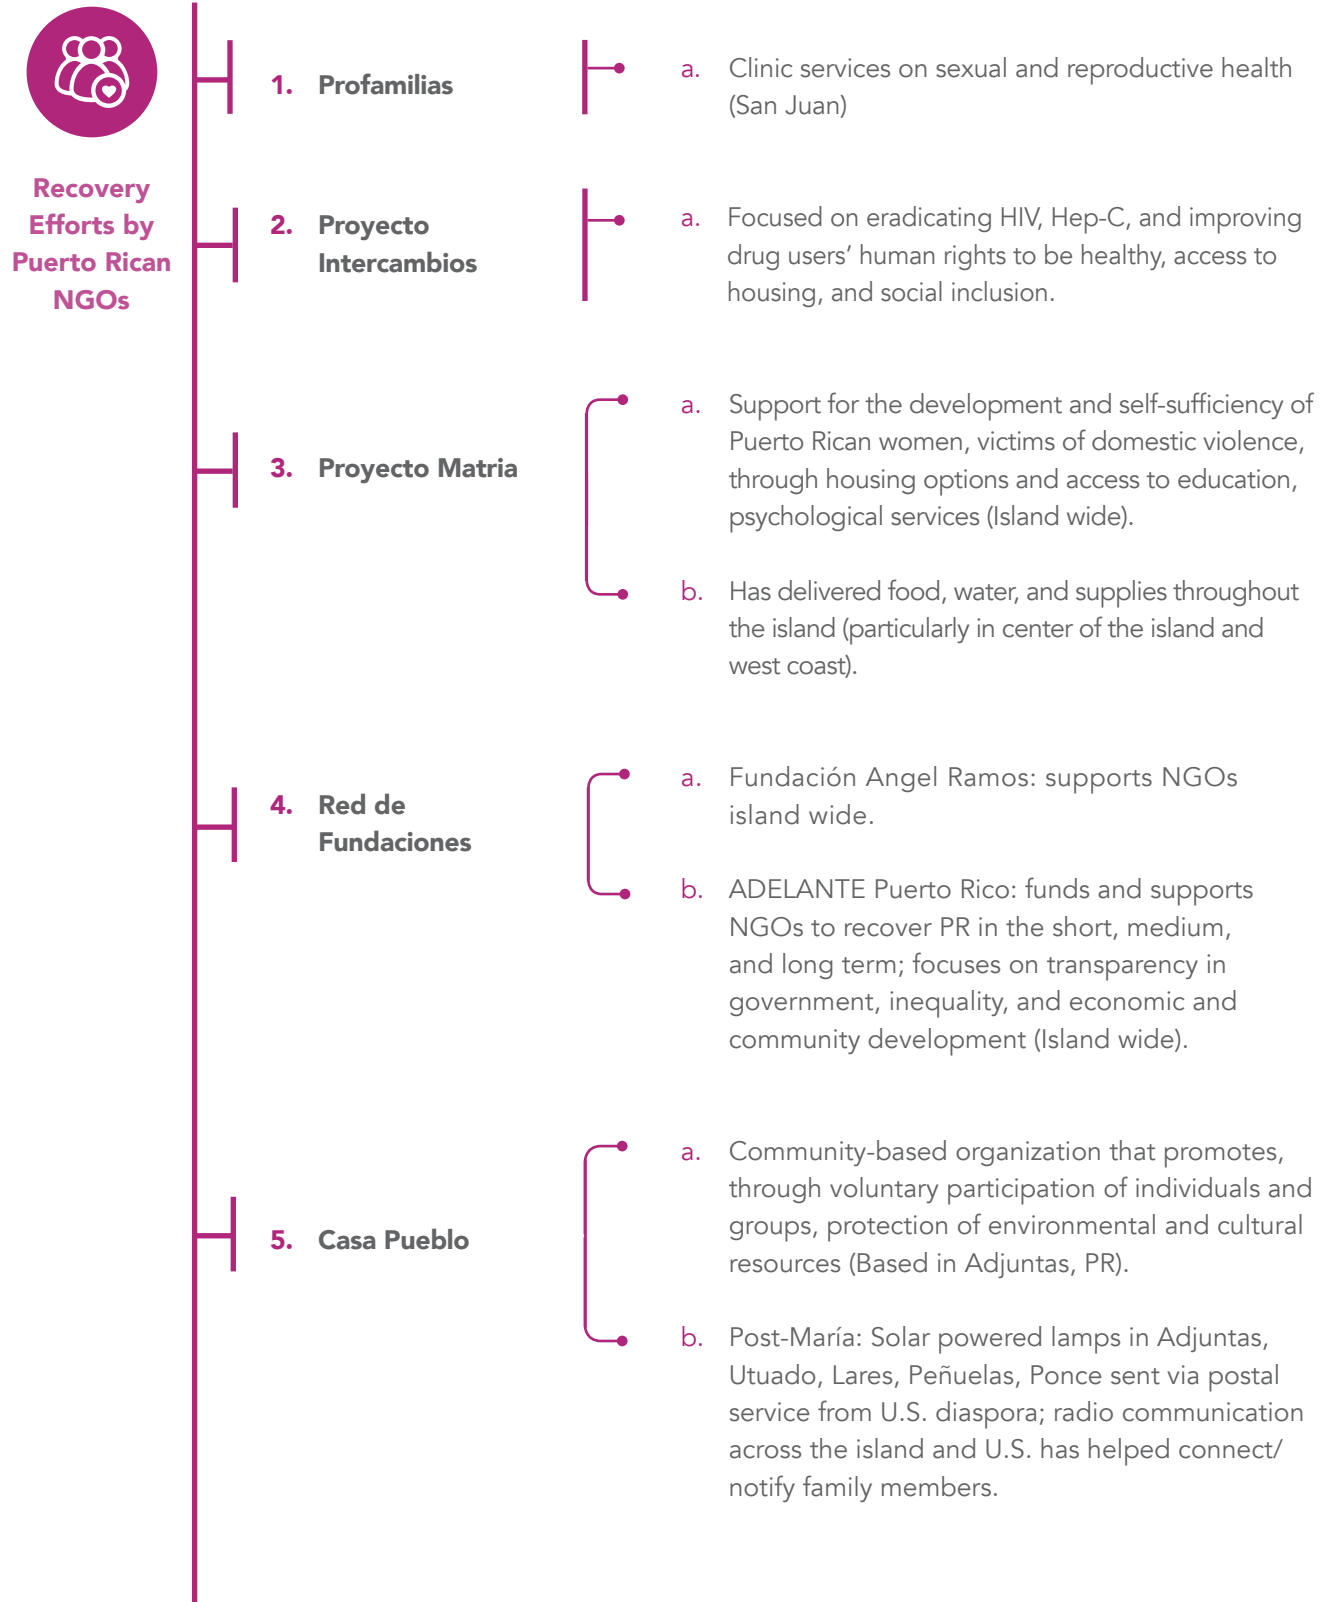 Recovery
Efforts by
Puerto Rican
NGOs
1. Profamilias
a. Clinic services on sexual and reproductive health
(San Juan)
2. Proyecto
Intercambios
a. Focused on eradicating HIV, Hep-C, and improving
drug users’ human rights to be healthy, access to
housing, and social inclusion.
3. Proyecto Matria
a. Support for the development and self-sufficiency of
Puerto Rican women, victims of domestic violence,
through housing options and access to education,
psychological services (Island wide).
b. Has delivered food, water, and supplies throughout
the island (particularly in center of the island and
west coast).
4. Red de
Fundaciones
a. Fundación Angel Ramos: supports NGOs
island wide.
b. ADELANTE Puerto Rico: funds and supports
NGOs to recover PR in the short, medium,
and long term; focuses on transparency in
government, inequality, and economic and
community development (Island wide).
5. Casa Pueblo
a. Community-based organization that promotes,
through voluntary participation of individuals and
groups, protection of environmental and cultural
resources (Based in Adjuntas, PR).
b. Post-María: Solar powered lamps in Adjuntas,
Utuado, Lares, Peñuelas, Ponce sent via postal
service from U.S. diaspora; radio communication
across the island and U.S. has helped connect/
notify family members.